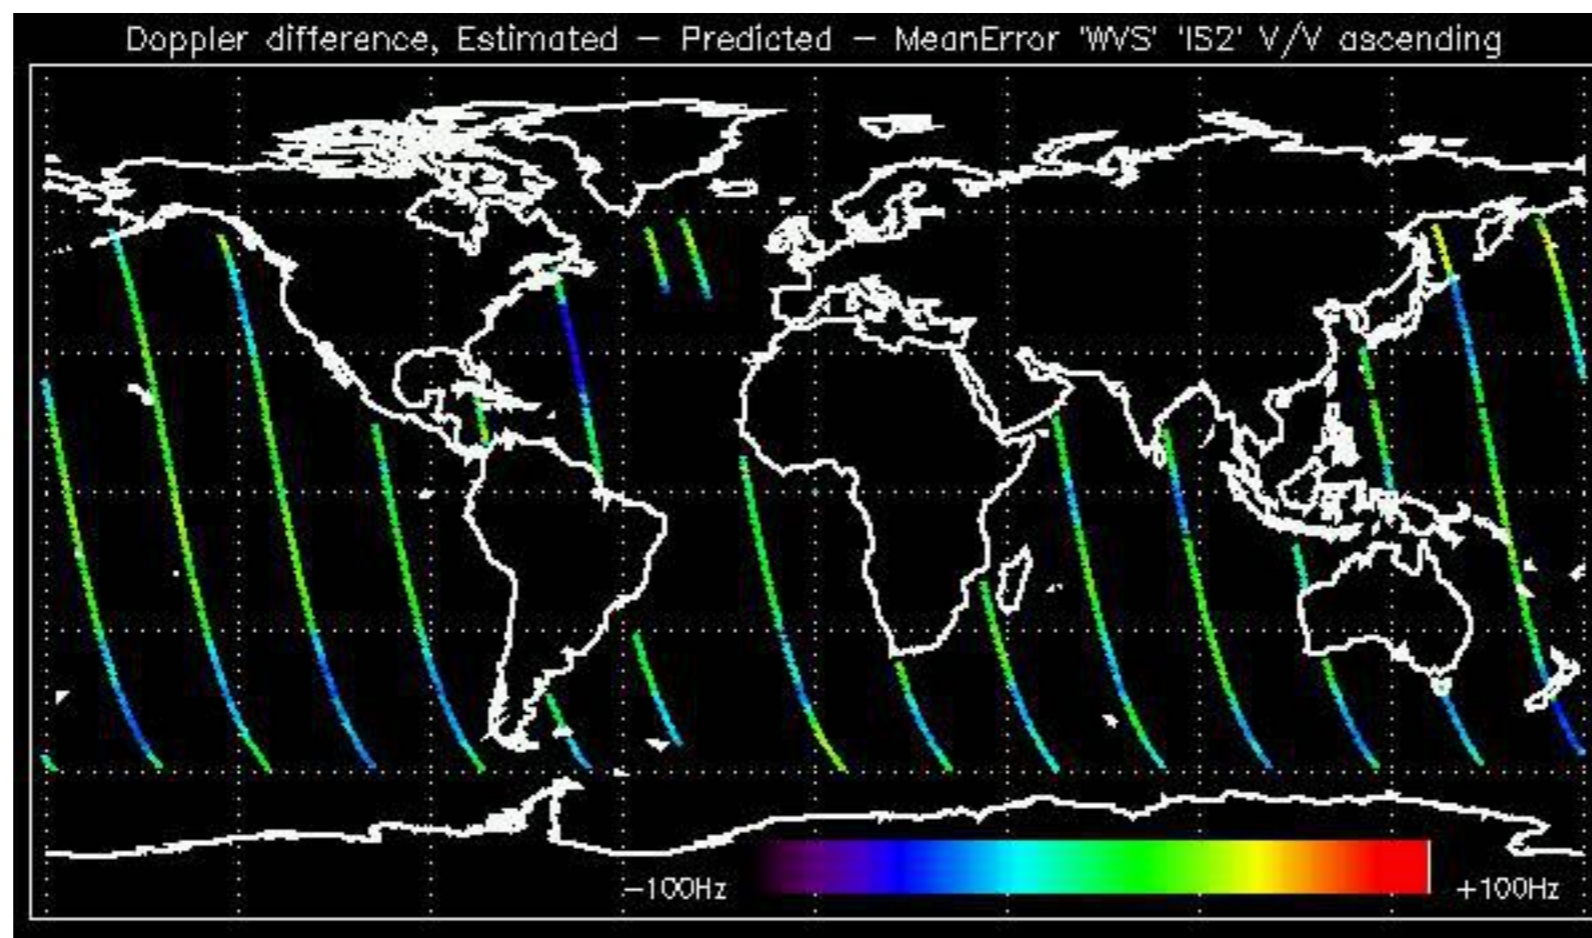 Doppler difference, Estimated - Predicted - MeanError 'WVS' 'IS2' V/V ascending
-100Hz
+100Hz